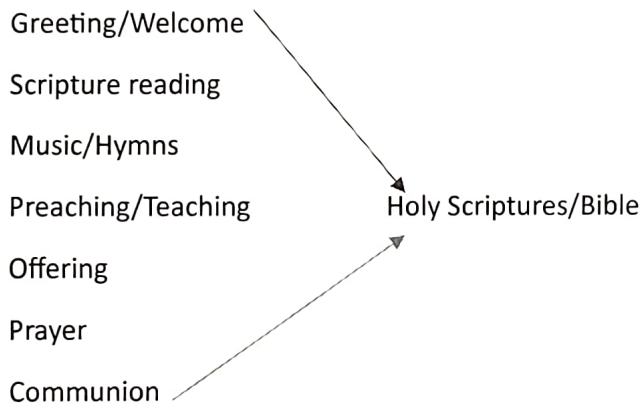 Greeting/Welcome
Scripture reading
Music/Hymns
Preaching/Teaching
Holy Scriptures/Bible
Offering
Prayer
Communion